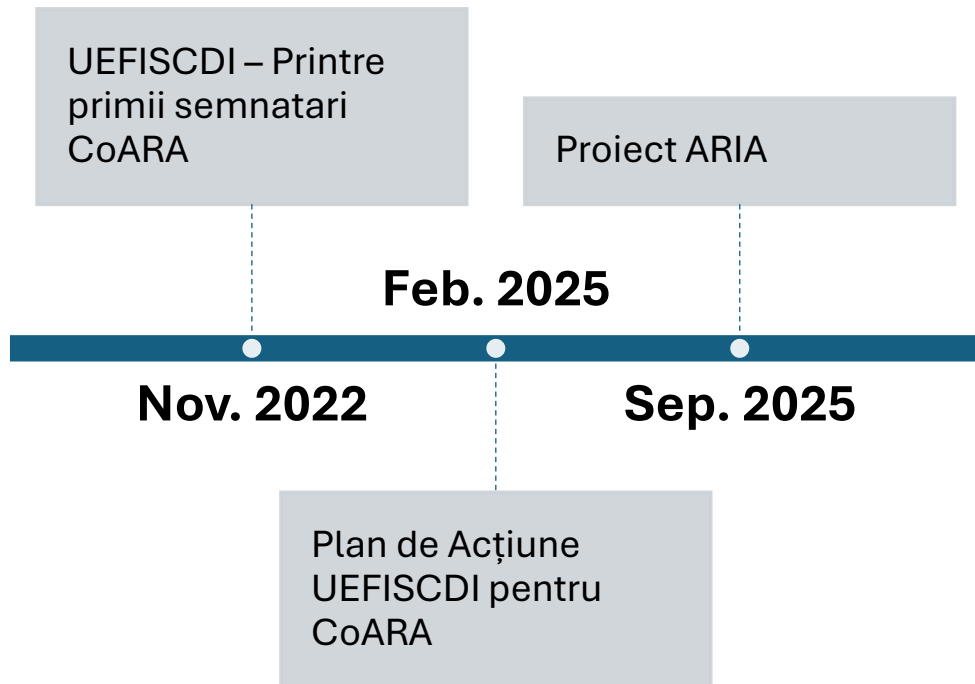 UEFISCDI – Printre
primii semnatari
CoARA
Proiect ARIA
Feb. 2025
Nov. 2022
Sep. 2025
Plan de Acțiune
UEFISCDI pentru
CoARA